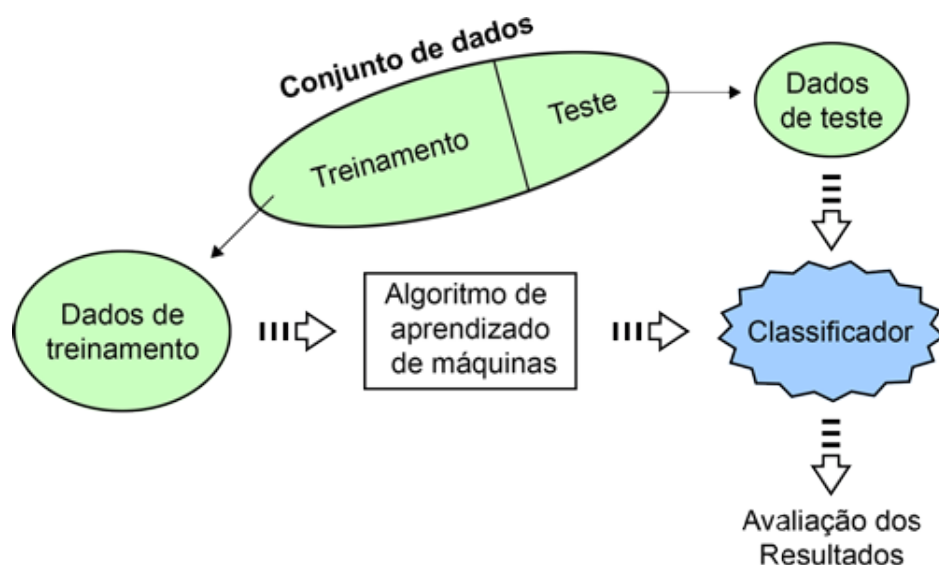 Conjunto de dados
Treinamento
Teste
Dados
de teste
Dados de
treinamento
Algoritmo de
aprendizado
de máquinas
Classificador
Avaliação dos
Resultados